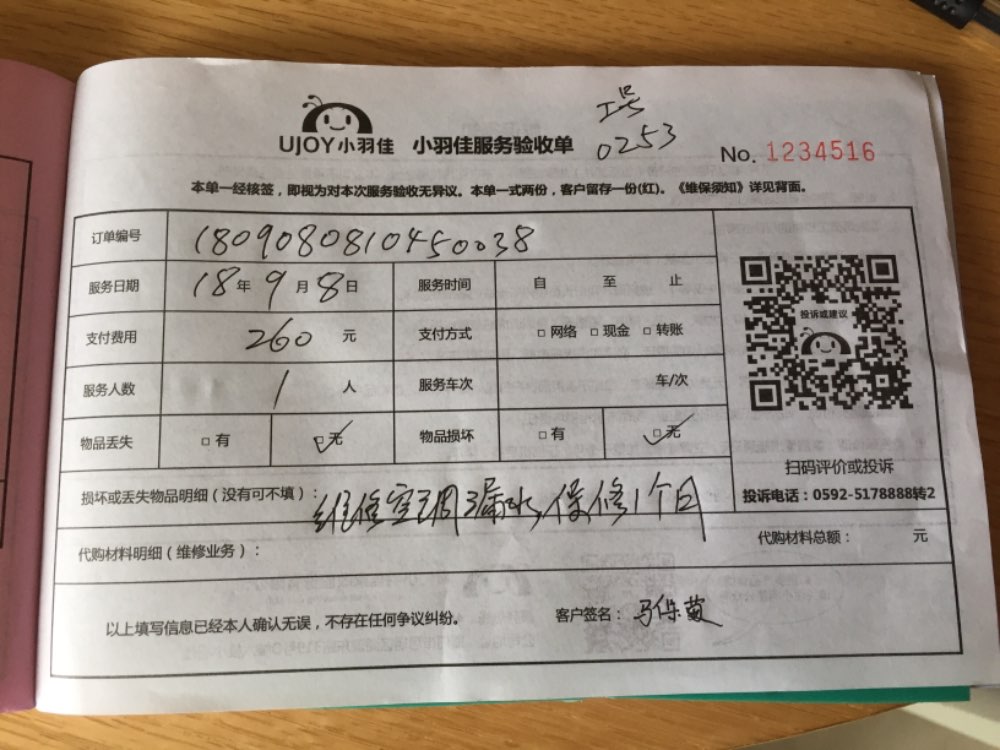 工号
0253
UJOY小羽佳 小羽佳服务验收单
No. 1234516
本单一经核签，即视为对本次服务验收无异议。本单一式两份，客户留存一份(红)。《维保须知》详见背面。
订单编号 1809080810450038
服务日期 18年9月8日 服务时间 自 至 止
支付费用 260 元 支付方式 □网络 □现金 □转账
投诉或建议
服务人数 1 人 服务车次 车/次
物品丢失 □有 □无 ✓ 物品损坏 □有 □无 ✓
扫码评价或投诉
投诉电话：0592-5178888转2
损坏或丢失物品明细（没有可不填）：维修空调漏水,保修1个月
代购材料明细（维修业务）： 代购材料总额： 元
以上填写信息已经本人确认无误，不存在任何争议纠纷。 客户签名：马